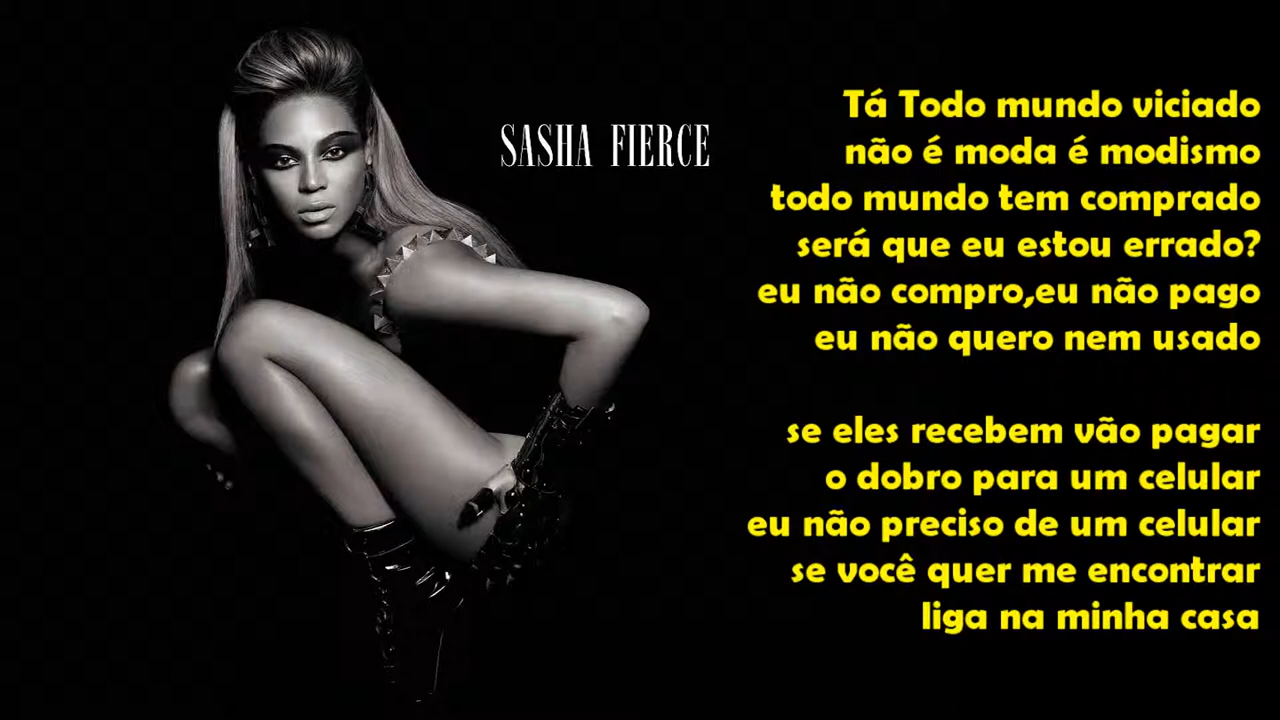 SASHA FIERCE
Tá Todo mundo viciado
não é moda é modismo
todo mundo tem comprado
será que eu estou errado?
eu não compro,eu não pago
eu não quero nem usado
se eles recebem vão pagar
o dobro para um celular
eu não preciso de um celular
se você quer me encontrar
liga na minha casa